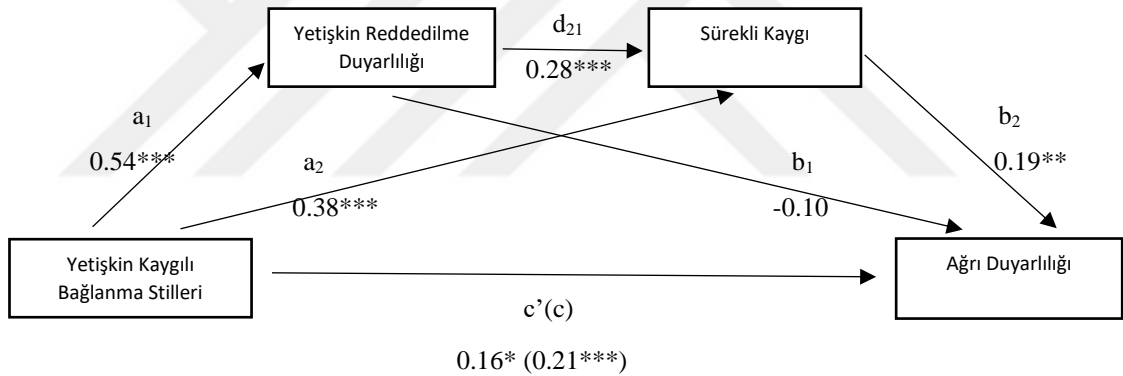 Yetişkin Reddedilme
Duyarlılığı
d₂₁
0.28***
Sürekli Kaygı
a₁
0.54***
a₂
0.38***
b₁
-0.10
b₂
0.19**
Yetişkin Kaygılı
Bağlanma Stilleri
Ağrı Duyarlılığı
c’(c)
0.16* (0.21***)